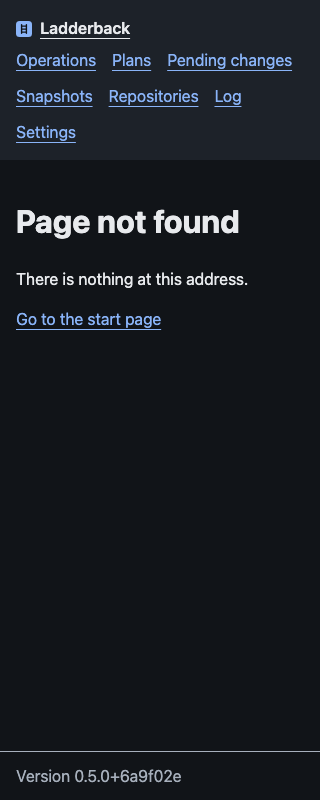 Ladderback
Operations Plans Pending changes
Snapshots Repositories Log
Settings
Page not found
There is nothing at this address.
Go to the start page
Version 0.5.0+6a9f02e